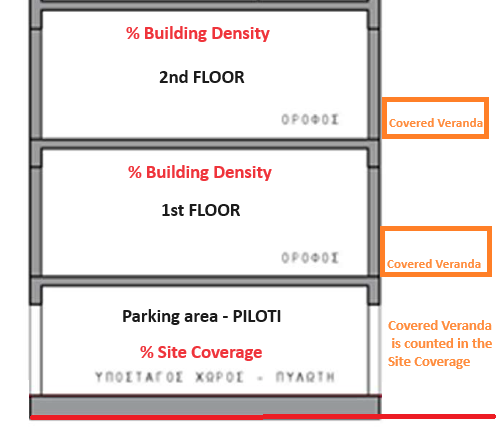 % Building Density
2nd FLOOR
ΟΡΟΦΟΣ
Covered Veranda
% Building Density
1st FLOOR
ΟΡΟΦΟΣ
Covered Veranda
Parking area - PILOTI
Covered Veranda
is counted in the
Site Coverage
% Site Coverage
ΥΠΟΣΤΑΓΟΣ ΧΩΡΟΣ - ΠΥΛΩΤΗ